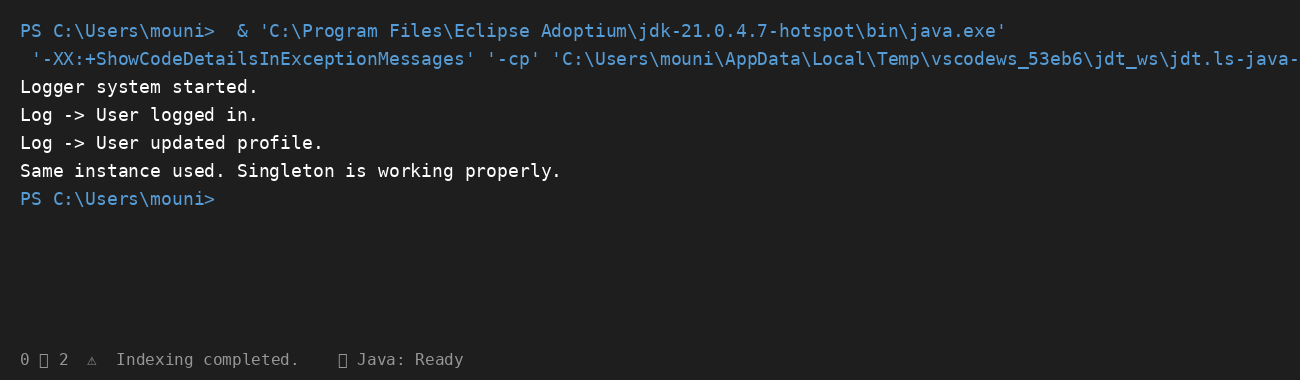 PS C:\Users\mouni>  & 'C:\Program Files\Eclipse Adoptium\jdk-21.0.4.7-hotspot\bin\java.exe'
 '-XX:+ShowCodeDetailsInExceptionMessages' '-cp' 'C:\Users\mouni\AppData\Local\Temp\vscodews_53eb6\jdt_ws\jdt.ls-java-
Logger system started.
Log -> User logged in.
Log -> User updated profile.
Same instance used. Singleton is working properly.
PS C:\Users\mouni>
0 2 ⚠ Indexing completed. Java: Ready